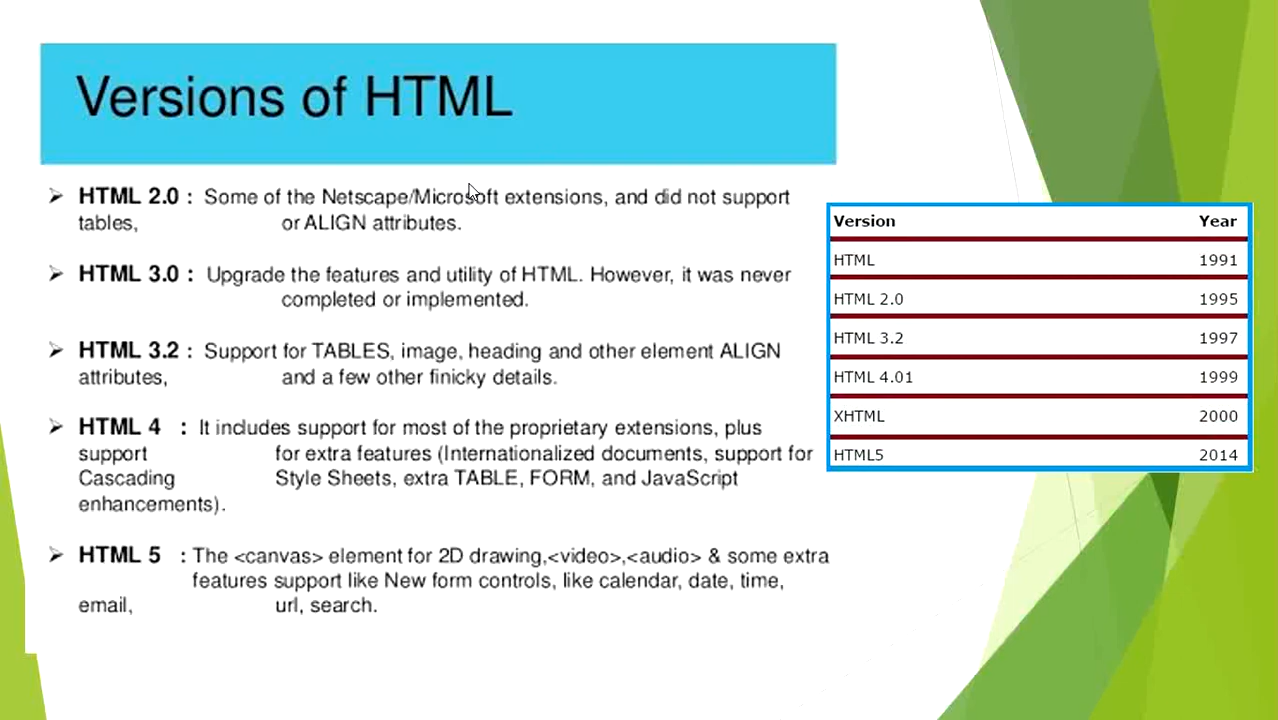 Versions of HTML
➢ HTML 2.0 : Some of the Netscape/Microsoft extensions, and did not support
tables, or ALIGN attributes.
➢ HTML 3.0 : Upgrade the features and utility of HTML. However, it was never
completed or implemented.
➢ HTML 3.2 : Support for TABLES, image, heading and other element ALIGN
attributes, and a few other finicky details.
➢ HTML 4 : It includes support for most of the proprietary extensions, plus
support for extra features (Internationalized documents, support for
Cascading Style Sheets, extra TABLE, FORM, and JavaScript
enhancements).
➢ HTML 5 : The <canvas> element for 2D drawing,<video>,<audio> & some extra
features support like New form controls, like calendar, date, time,
email, url, search.
Version Year
HTML 1991
HTML 2.0 1995
HTML 3.2 1997
HTML 4.01 1999
XHTML 2000
HTML5 2014